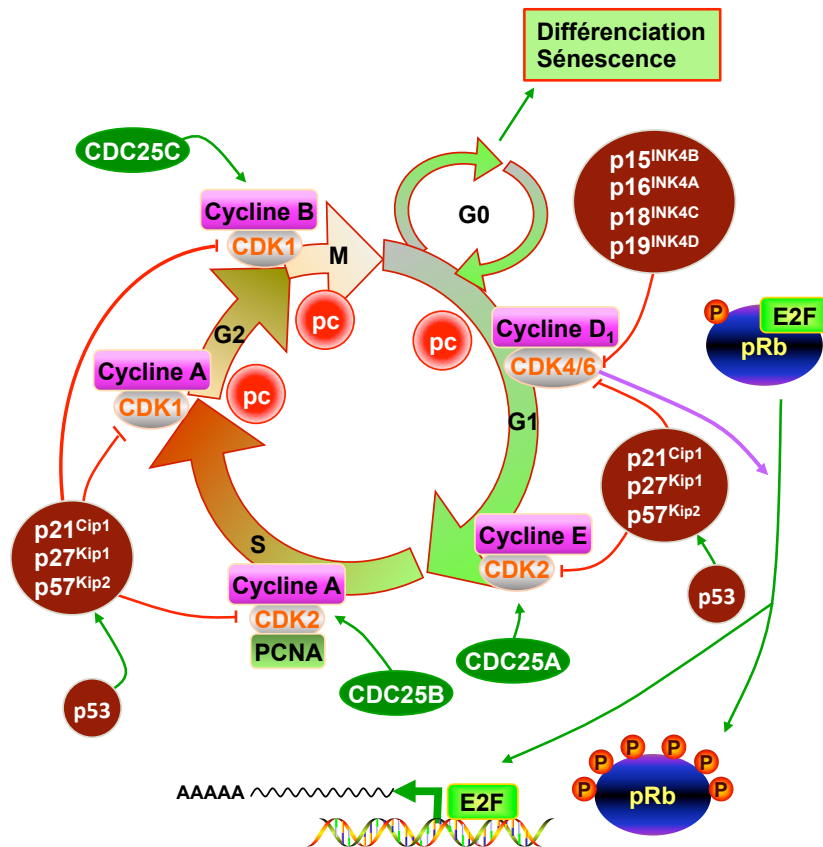 Différenciation
Sénescence
CDC25C
Cycline B
CDK1
M
G0
p15INK4B
p16INK4A
p18INK4C
p19INK4D
P
E2F
pRb
pc
pc
G2
Cycline D1
CDK4/6
Cycline A
CDK1
pc
G1
p21Cip1
p27Kip1
p57Kip2
p21Cip1
p27Kip1
p57Kip2
S
Cycline E
CDK2
Cycline A
CDK2
PCNA
p53
CDC25A
CDC25B
p53
P
P
P
P
P
P
pRb
AAAAA
E2F